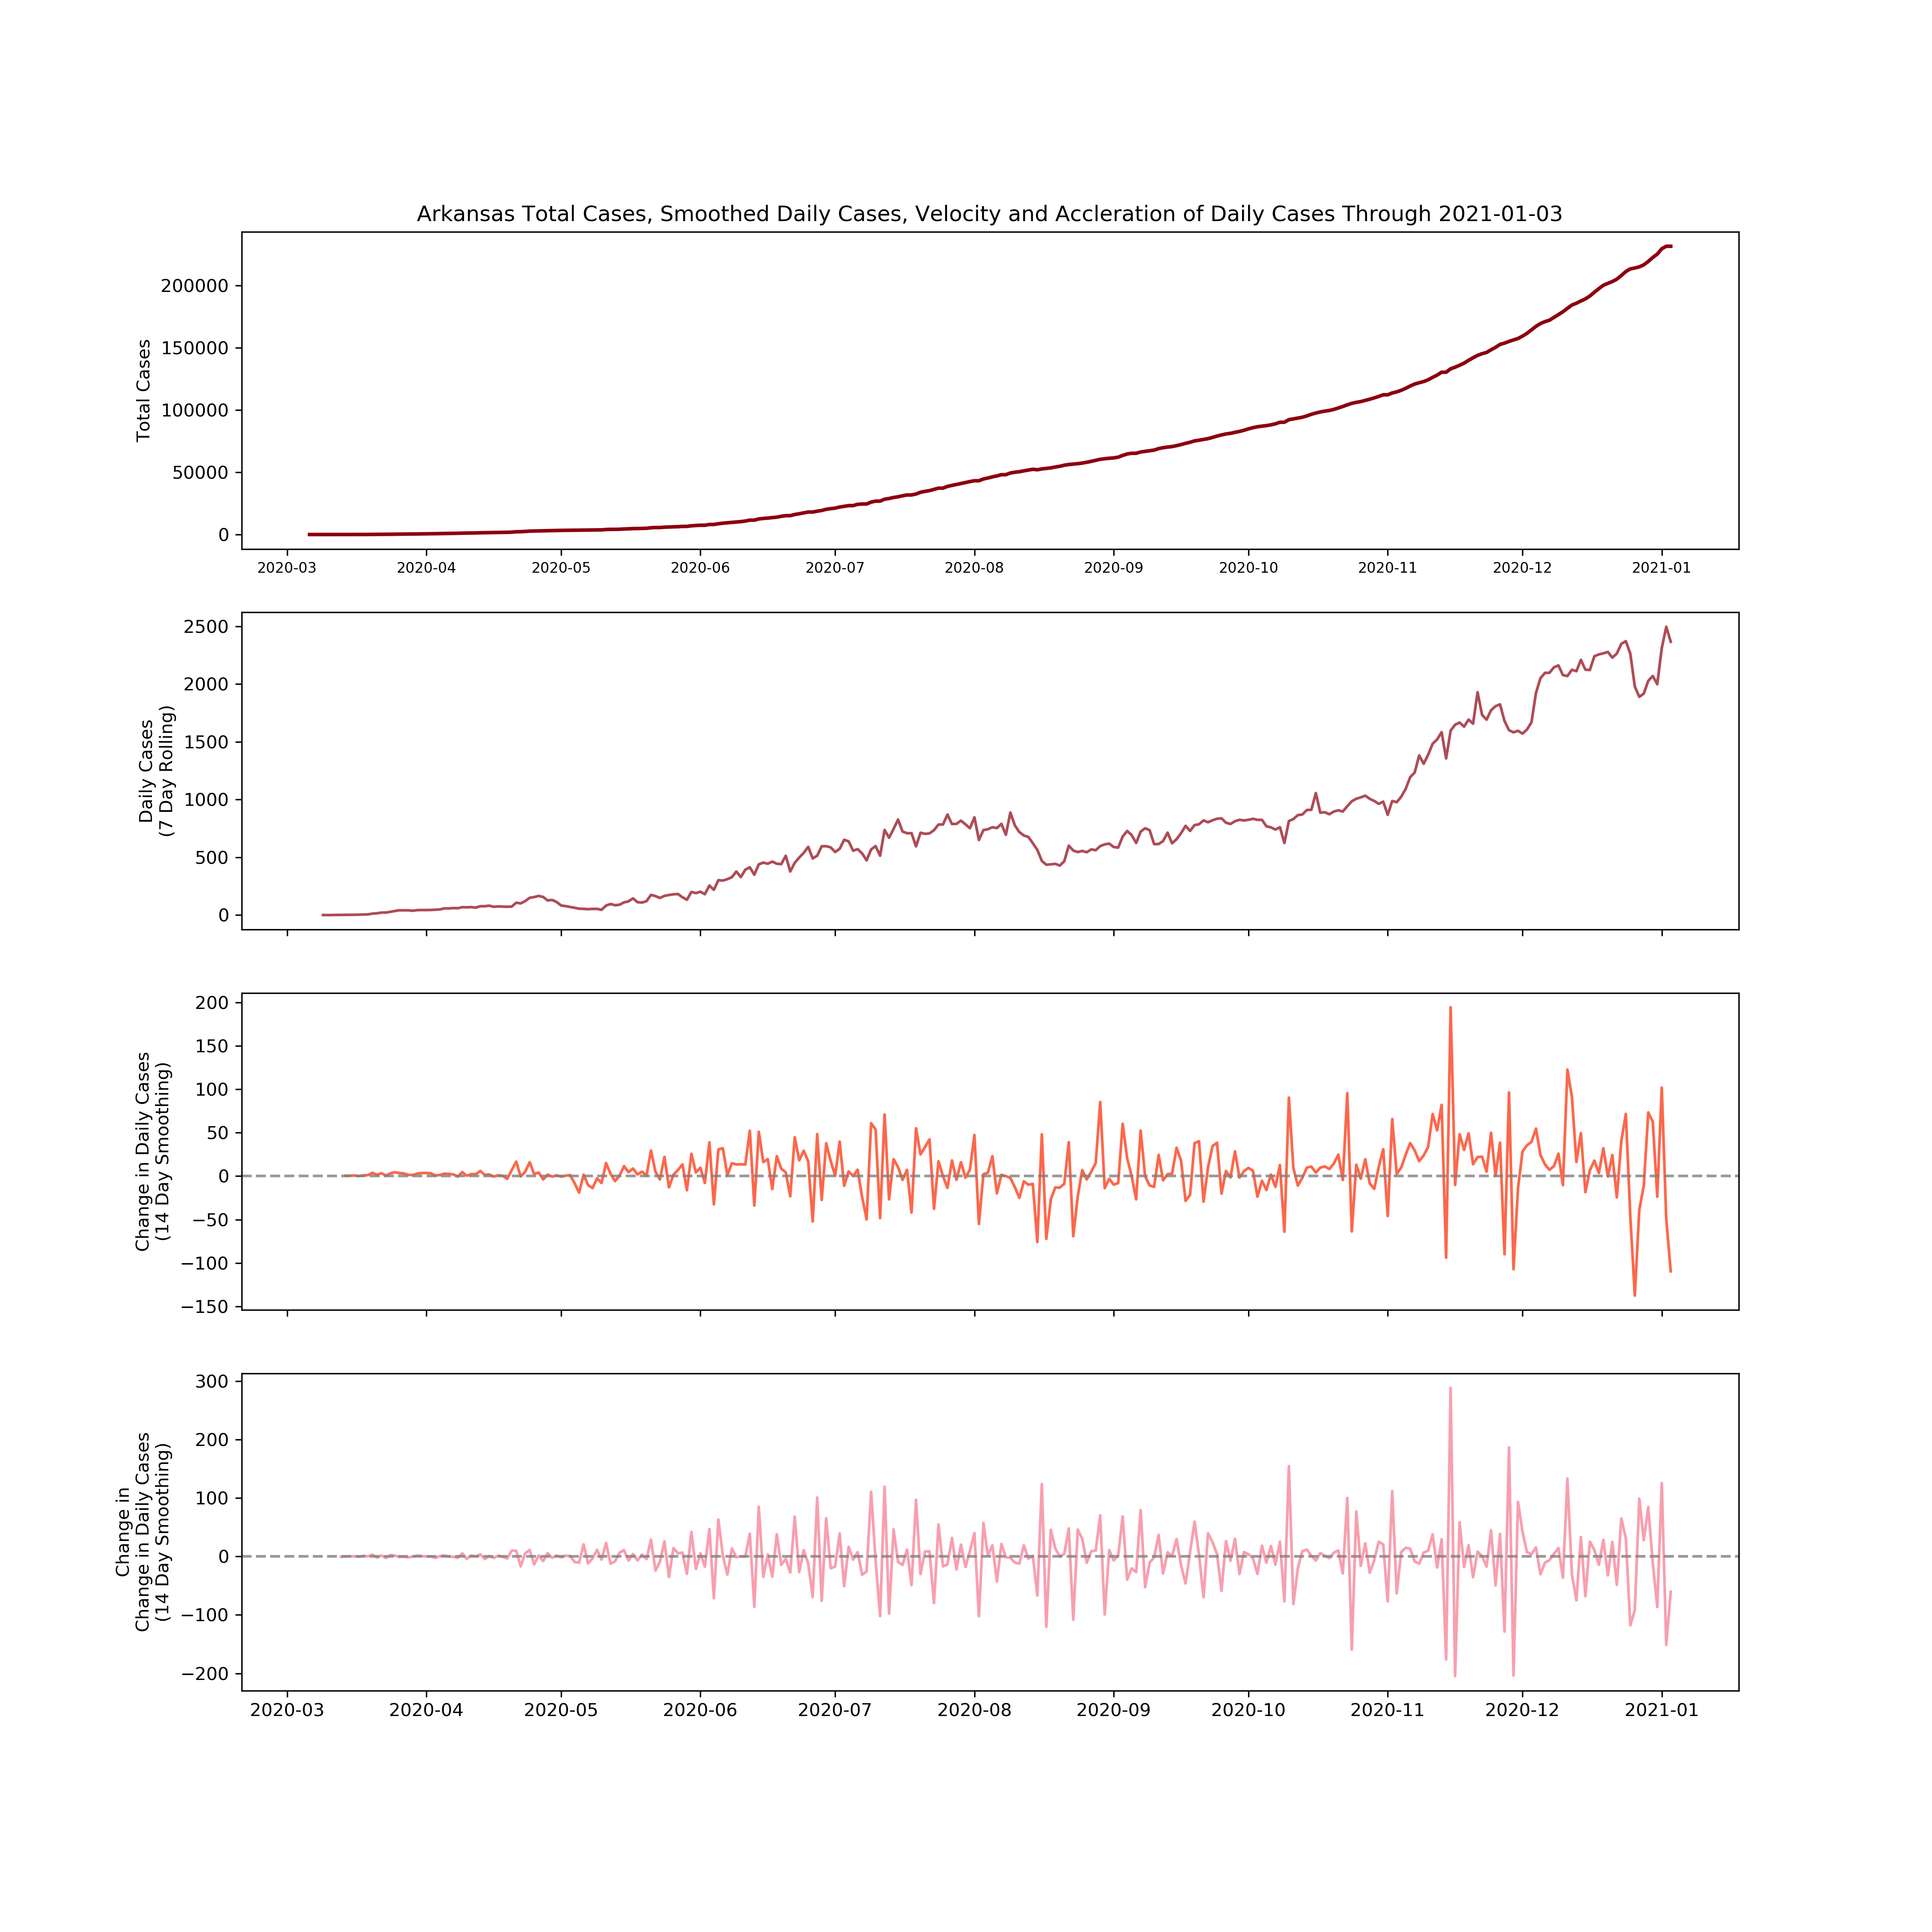 Arkansas Total Cases, Smoothed Daily Cases, Velocity and Accleration of Daily Cases Through 2021-01-03
Total Cases
200000
150000
100000
50000
0
2020-03 2020-04 2020-05 2020-06 2020-07 2020-08 2020-09 2020-10 2020-11 2020-12 2021-01
Daily Cases
(7 Day Rolling)
2500
2000
1500
1000
500
0
Change in Daily Cases
(14 Day Smoothing)
200
150
100
50
0
−50
−100
−150
Change in
Change in Daily Cases
(14 Day Smoothing)
300
200
100
0
−100
−200
2020-03 2020-04 2020-05 2020-06 2020-07 2020-08 2020-09 2020-10 2020-11 2020-12 2021-01